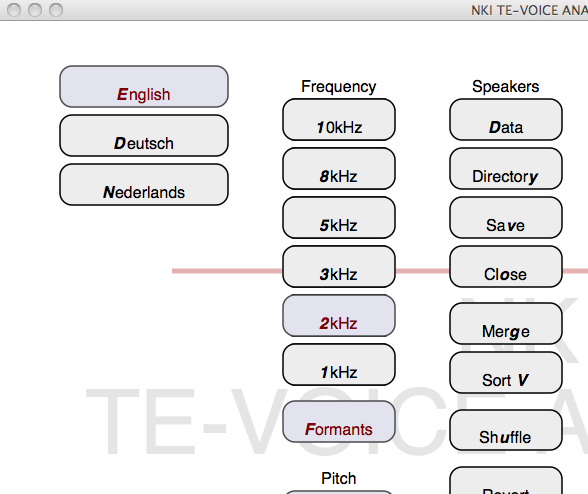 NKI TE-VOICE ANA
English
Deutsch
Nederlands
Frequency
10kHz
8kHz
5kHz
3kHz
2kHz
1kHz
Formants
Pitch
Speakers
Data
Directory
Save
Close
Merge
Sort V
Shuffle
Revert
NK
TE-VOICE A